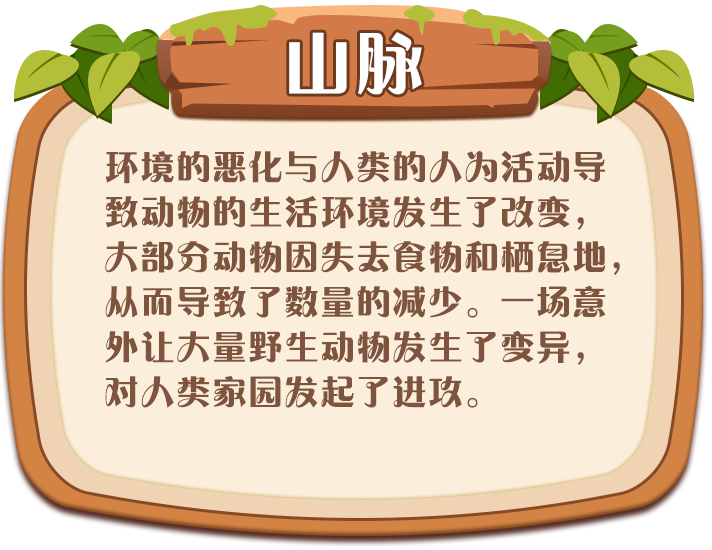 山脉
环境的恶化与人类的人为活动导
致动物的生活环境发生了改变，
大部分动物因失去食物和栖息地，
从而导致了数量的减少。一场意
外让大量野生动物发生了变异，
对人类家园发起了进攻。